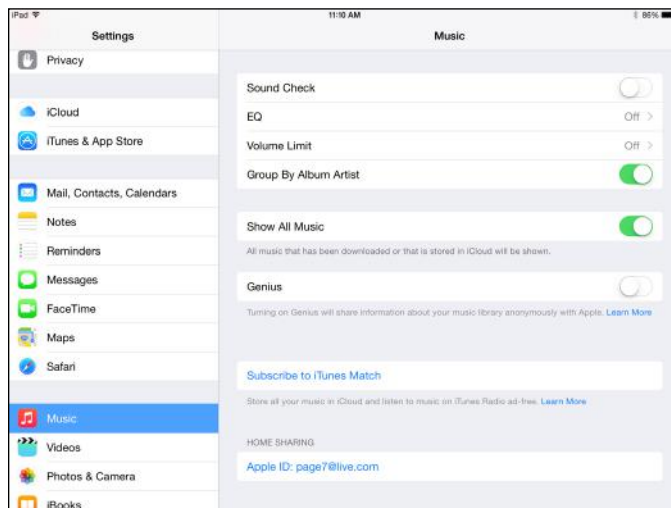 iPad
11:10 AM
86%
Settings
Music
Privacy
iCloud
iTunes & App Store
Mail, Contacts, Calendars
Notes
Reminders
Messages
FaceTime
Maps
Safari
Music
Videos
Photos & Camera
iBooks
Sound Check
EQ Off
Volume Limit Off
Group By Album Artist
Show All Music
All music that has been downloaded or that is stored in iCloud will be shown.
Genius
Turning on Genius will share information about your music library anonymously with Apple. Learn More
Subscribe to iTunes Match
Store all your music in iCloud and listen to music on iTunes Radio ad-free. Learn More
HOME SHARING
Apple ID: page7@live.com